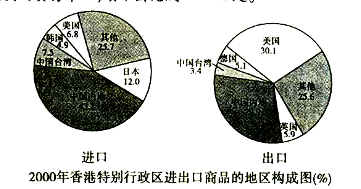 美国
6.8
韩国
4.9
7.5
中国台湾
其他
25.7
日本
12.0
进口
美国
30.1
德国
5.1
中国台湾
3.4
其他
25.6
英国
5.9
出口
2000年香港特别行政区进出口商品的地区构成图(%)